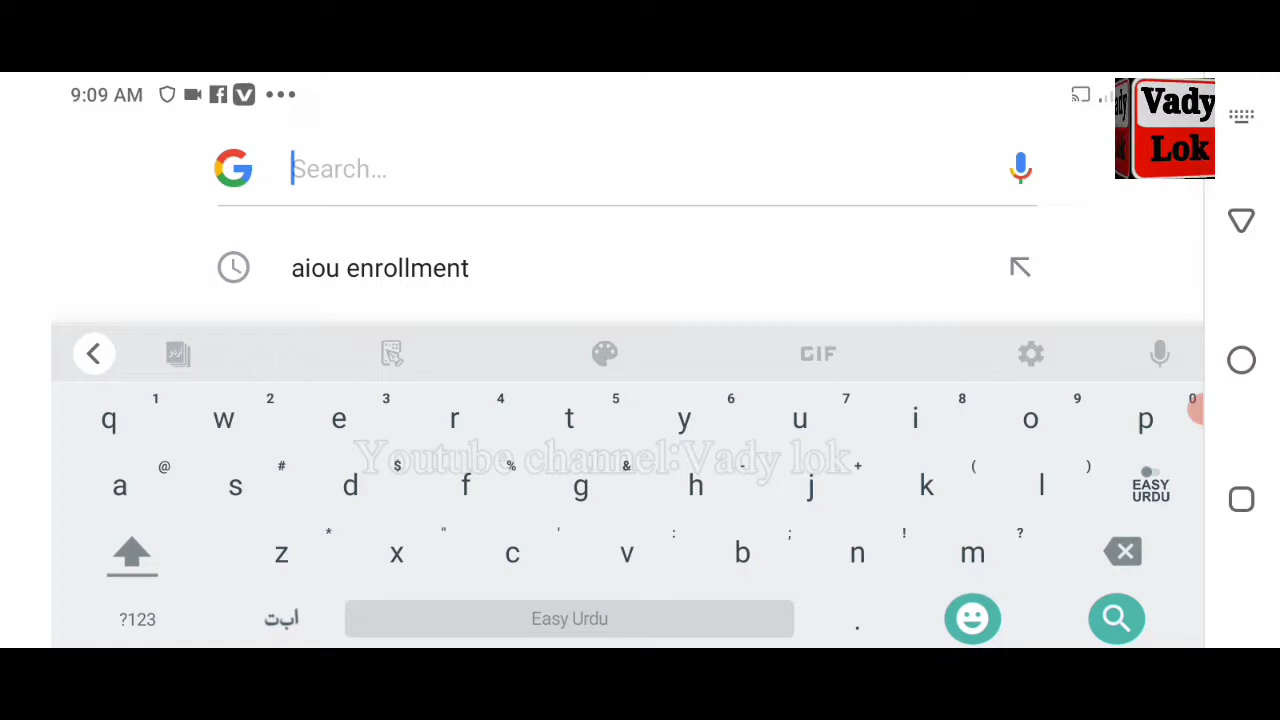 9:09 AM
Vady
Lok
Search...
aiou enrollment
اردو
GIF
1 2 3 4 5 6 7 8 9 0
q w e r t y u i o p
Youtube channel:Vady lok
@ # $ % & - + ( )
a s d f g h j k l EASY URDU
* " ' : ; ! ?
z x c v b n m
?123 ابت Easy Urdu .